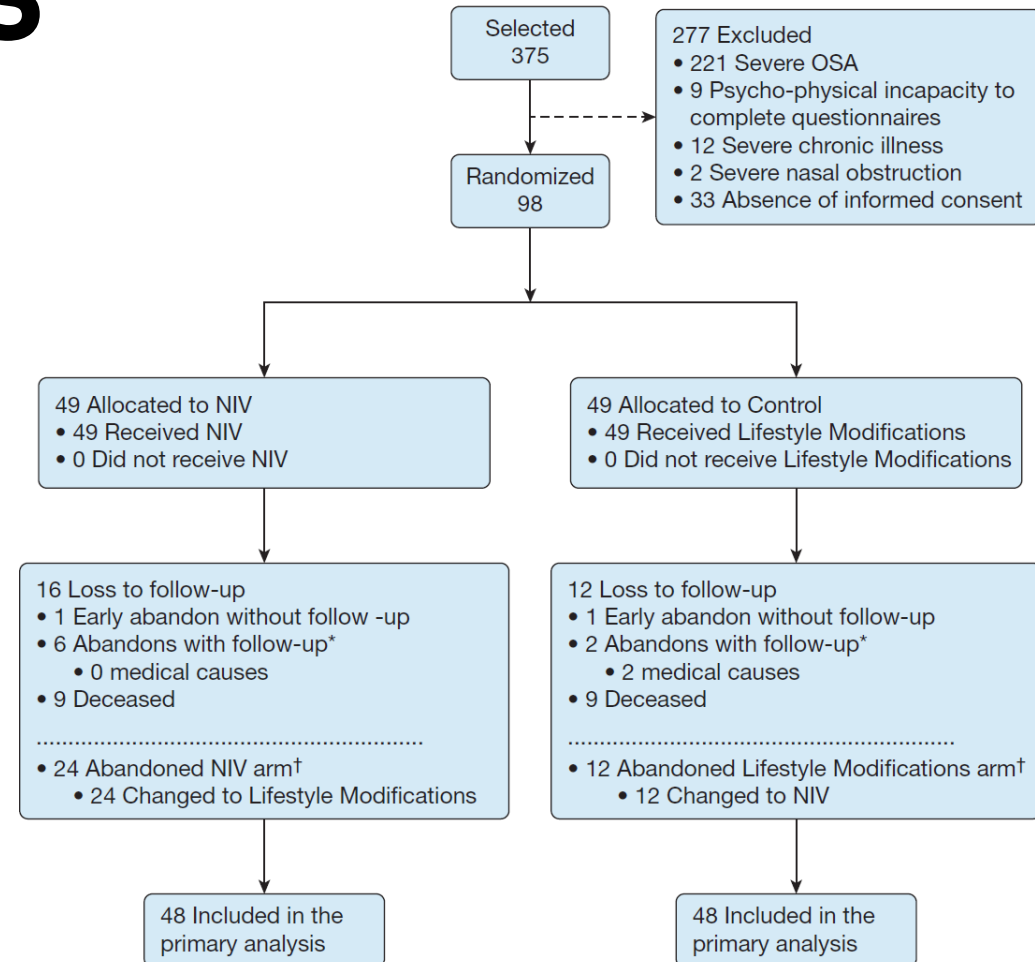 s
Selected
375
277 Excluded
• 221 Severe OSA
• 9 Psycho-physical incapacity to
complete questionnaires
• 12 Severe chronic illness
• 2 Severe nasal obstruction
• 33 Absence of informed consent
Randomized
98
49 Allocated to NIV
• 49 Received NIV
• 0 Did not receive NIV
49 Allocated to Control
• 49 Received Lifestyle Modifications
• 0 Did not receive Lifestyle Modifications
16 Loss to follow-up
• 1 Early abandon without follow -up
• 6 Abandons with follow-up*
• 0 medical causes
• 9 Deceased
• 24 Abandoned NIV arm†
• 24 Changed to Lifestyle Modifications
12 Loss to follow-up
• 1 Early abandon without follow-up
• 2 Abandons with follow-up*
• 2 medical causes
• 9 Deceased
• 12 Abandoned Lifestyle Modifications arm†
• 12 Changed to NIV
48 Included in the
primary analysis
48 Included in the
primary analysis